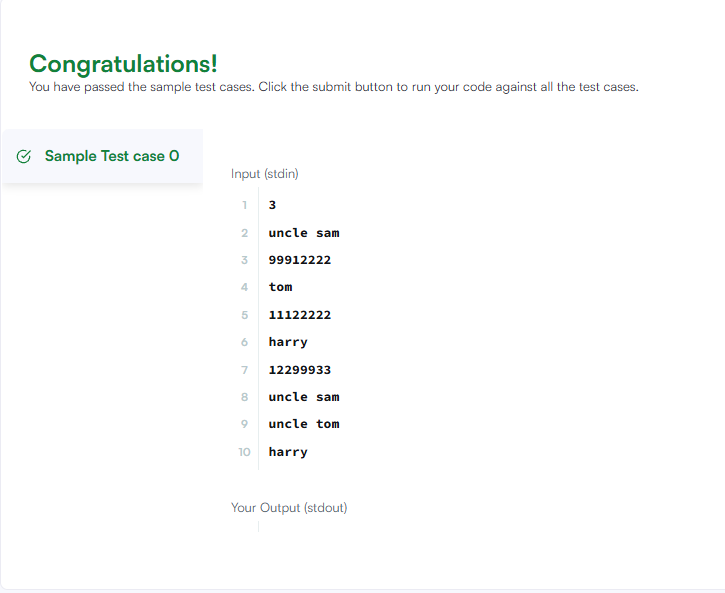 Congratulations!
You have passed the sample test cases. Click the submit button to run your code against all the test cases.
Sample Test case 0
Input (stdin)
1 3
2 uncle sam
3 99912222
4 tom
5 11122222
6 harry
7 12299933
8 uncle sam
9 uncle tom
10 harry
Your Output (stdout)